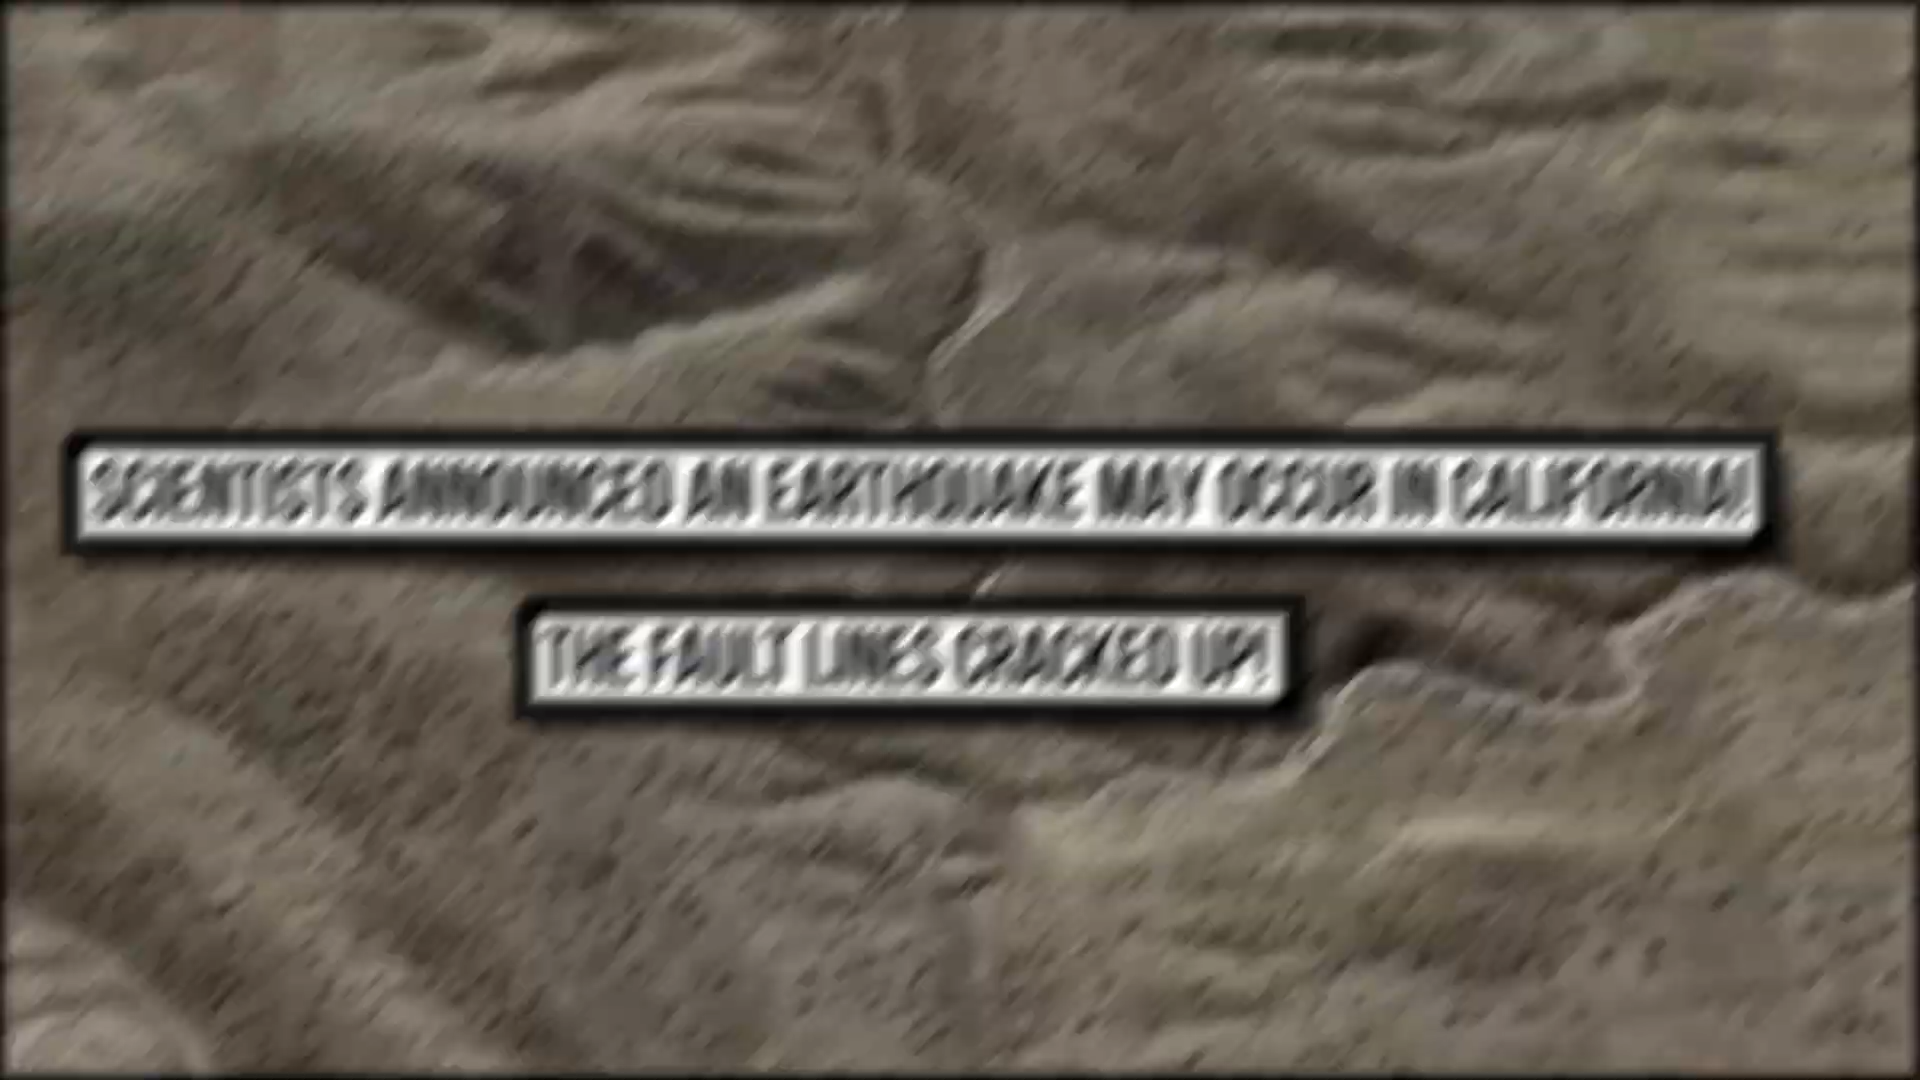 SCIENTISTS ANNOUNCED AN EARTHQUAKE MAY OCCUR IN CALIFORNIA!
THE FAULT LINES CRACKED UP!